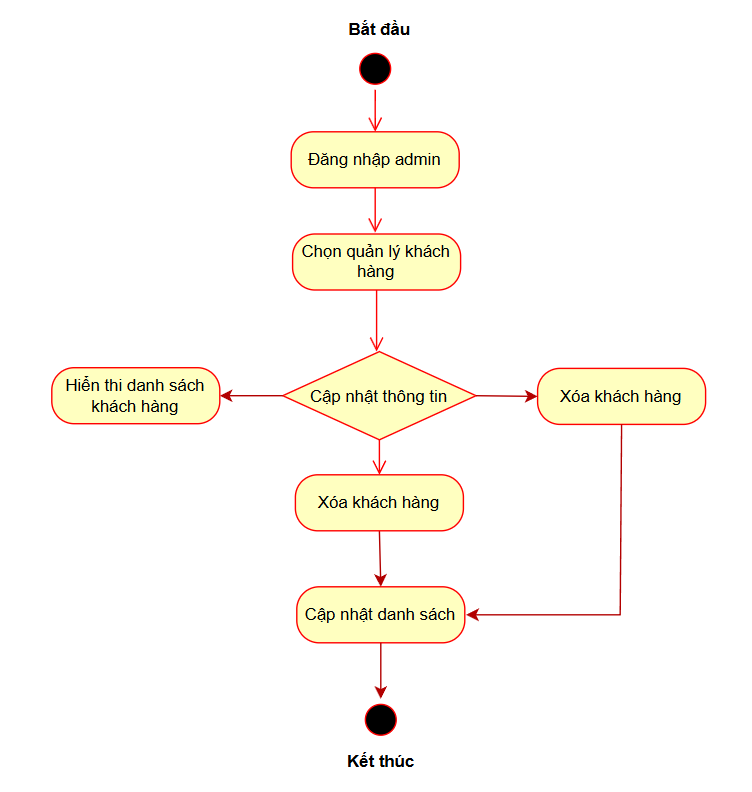 Bắt đầu
Đăng nhập admin
Chọn quản lý khách
hàng
Hiển thi danh sách
khách hàng
Cập nhật thông tin
Xóa khách hàng
Xóa khách hàng
Cập nhật danh sách
Kết thúc